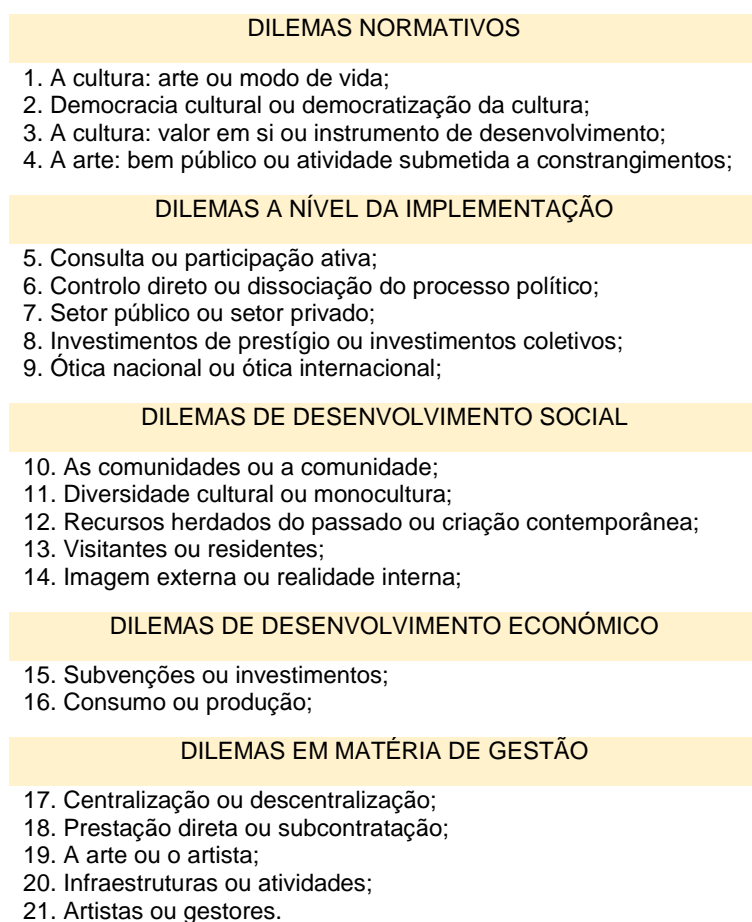 DILEMAS NORMATIVOS
1. A cultura: arte ou modo de vida;
2. Democracia cultural ou democratização da cultura;
3. A cultura: valor em si ou instrumento de desenvolvimento;
4. A arte: bem público ou atividade submetida a constrangimentos;
DILEMAS A NÍVEL DA IMPLEMENTAÇÃO
5. Consulta ou participação ativa;
6. Controlo direto ou dissociação do processo político;
7. Setor público ou setor privado;
8. Investimentos de prestígio ou investimentos coletivos;
9. Ótica nacional ou ótica internacional;
DILEMAS DE DESENVOLVIMENTO SOCIAL
10. As comunidades ou a comunidade;
11. Diversidade cultural ou monocultura;
12. Recursos herdados do passado ou criação contemporânea;
13. Visitantes ou residentes;
14. Imagem externa ou realidade interna;
DILEMAS DE DESENVOLVIMENTO ECONÓMICO
15. Subvenções ou investimentos;
16. Consumo ou produção;
DILEMAS EM MATÉRIA DE GESTÃO
17. Centralização ou descentralização;
18. Prestação direta ou subcontratação;
19. A arte ou o artista;
20. Infraestruturas ou atividades;
21. Artistas ou gestores.